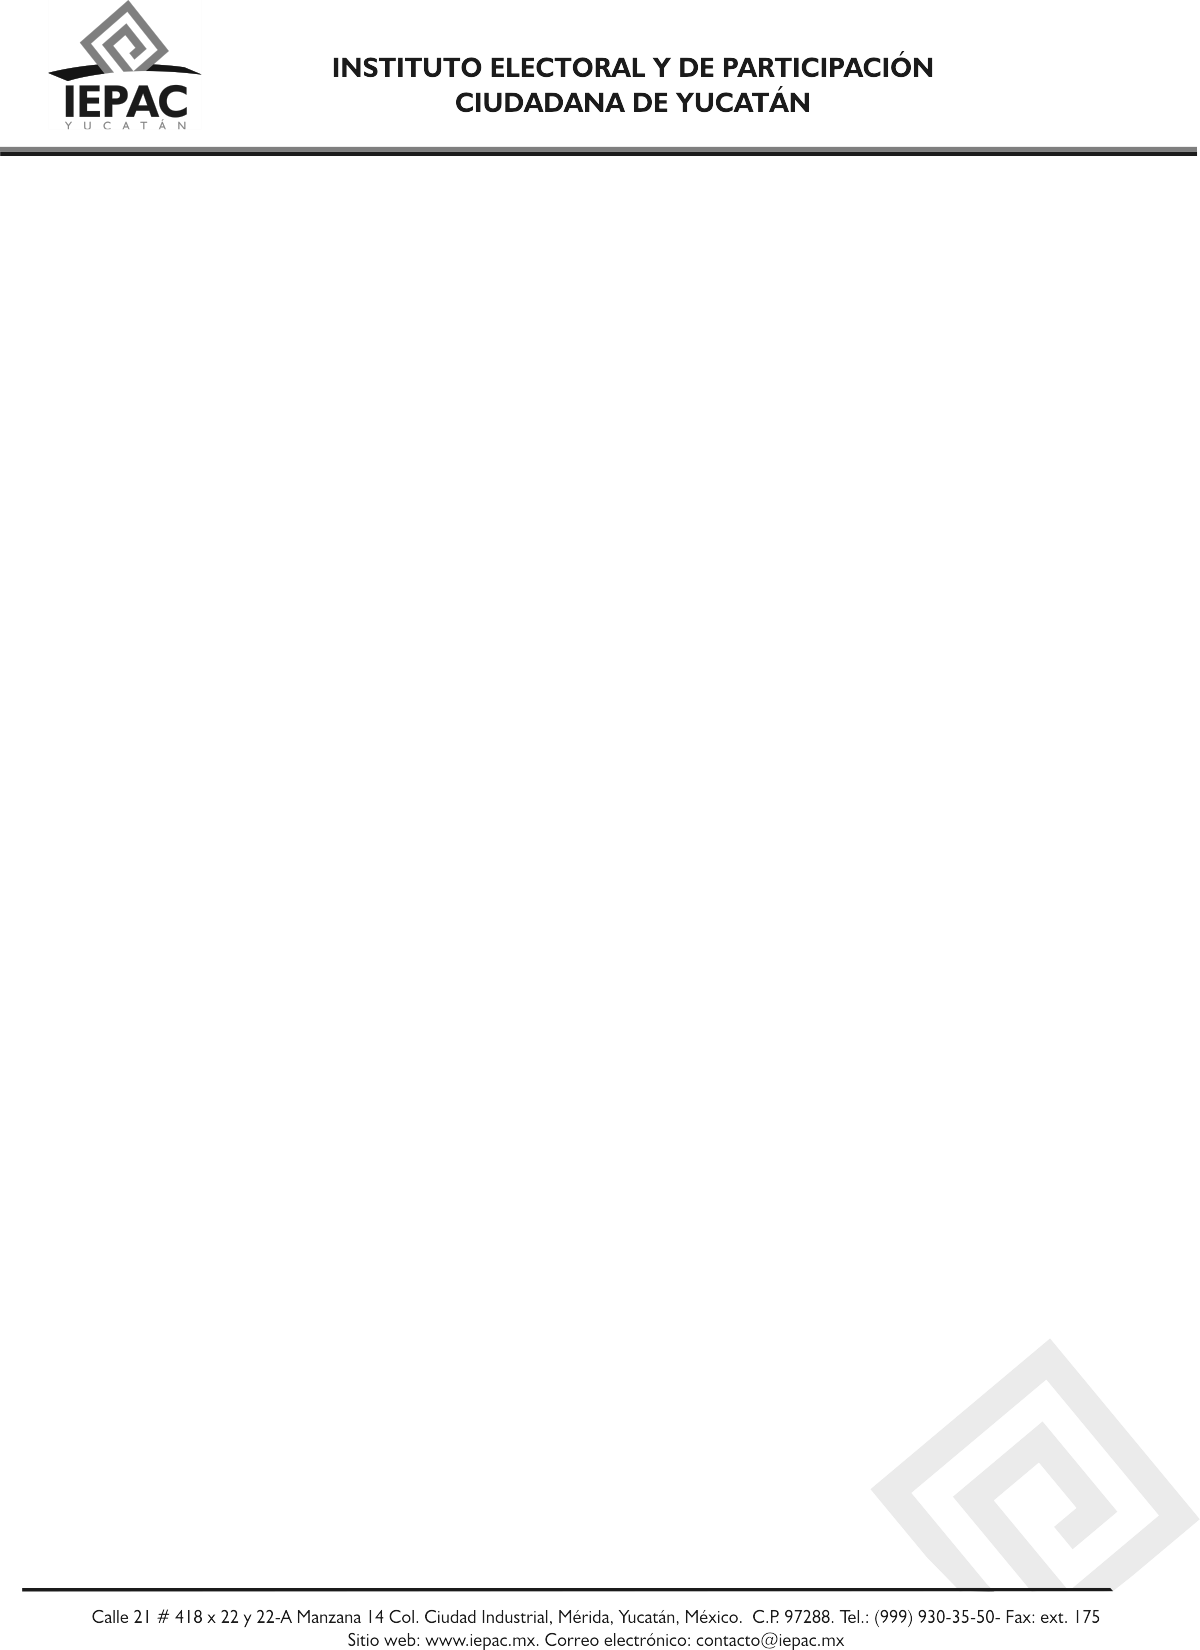 IEPAC
YUCATÁN
INSTITUTO ELECTORAL Y DE PARTICIPACIÓN
CIUDADANA DE YUCATÁN
Calle 21 # 418 x 22 y 22-A Manzana 14 Col. Ciudad Industrial, Mérida, Yucatán, México. C.P. 97288. Tel.: (999) 930-35-50- Fax: ext. 175
Sitio web: www.iepac.mx. Correo electrónico: contacto@iepac.mx